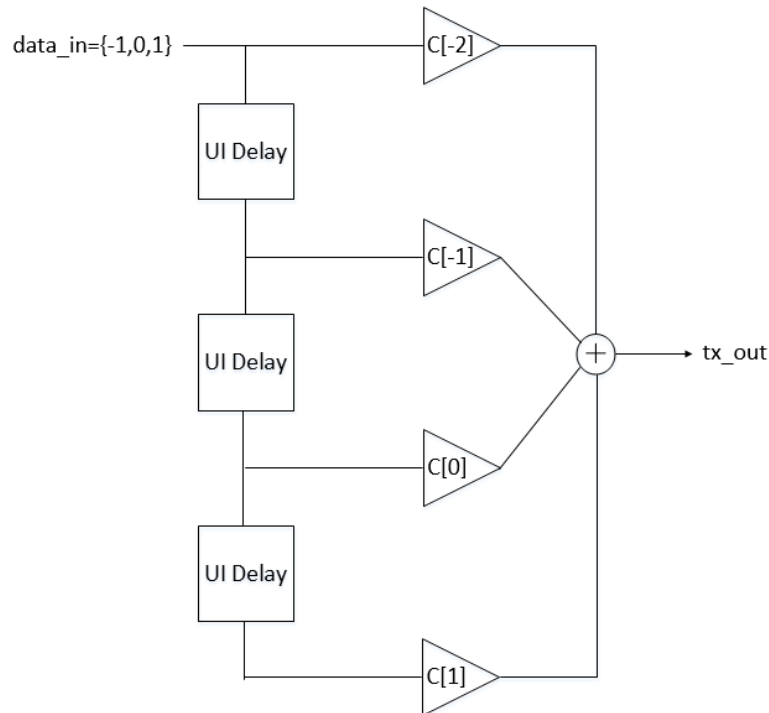 data_in={-1,0,1}
C[-2]
UI Delay
C[-1]
UI Delay
+
tx_out
C[0]
UI Delay
C[1]